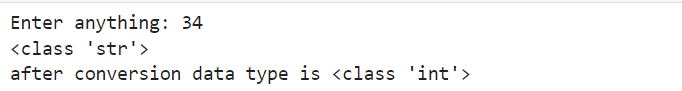 Enter anything: 34
<class 'str'>
after conversion data type is <class 'int'>